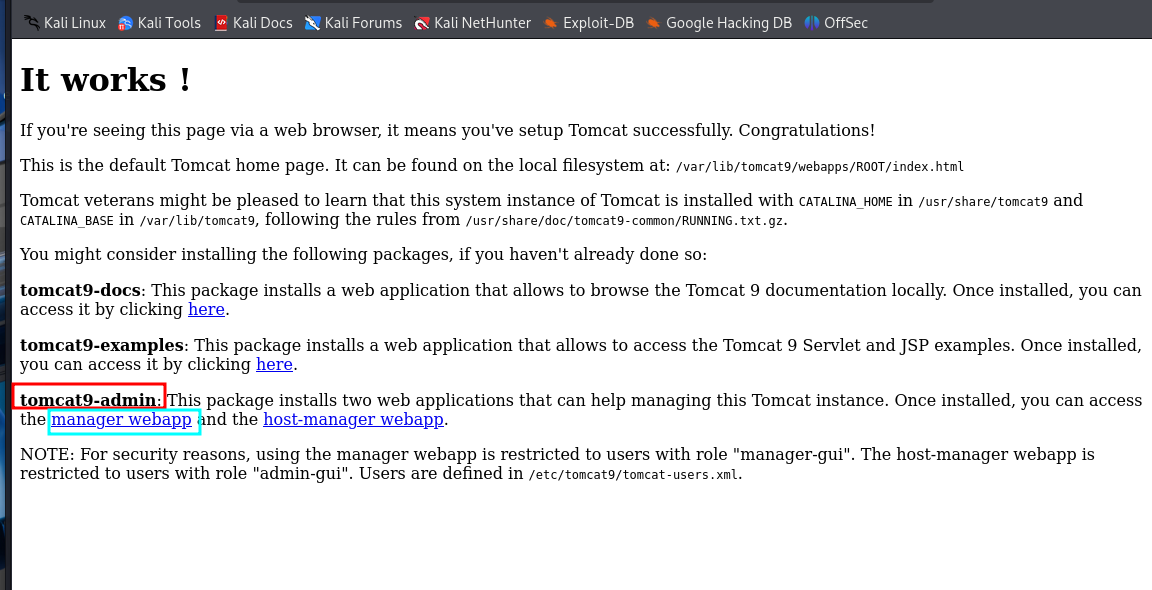 Kali Linux Kali Tools Kali Docs Kali Forums Kali NetHunter Exploit-DB Google Hacking DB OffSec
It works !
If you're seeing this page via a web browser, it means you've setup Tomcat successfully. Congratulations!
This is the default Tomcat home page. It can be found on the local filesystem at: /var/lib/tomcat9/webapps/ROOT/index.html
Tomcat veterans might be pleased to learn that this system instance of Tomcat is installed with CATALINA_HOME in /usr/share/tomcat9 and
CATALINA_BASE in /var/lib/tomcat9, following the rules from /usr/share/doc/tomcat9-common/RUNNING.txt.gz.
You might consider installing the following packages, if you haven't already done so:
tomcat9-docs: This package installs a web application that allows to browse the Tomcat 9 documentation locally. Once installed, you can
access it by clicking here.
tomcat9-examples: This package installs a web application that allows to access the Tomcat 9 Servlet and JSP examples. Once installed,
you can access it by clicking here.
tomcat9-admin: This package installs two web applications that can help managing this Tomcat instance. Once installed, you can access
the manager webapp and the host-manager webapp.
NOTE: For security reasons, using the manager webapp is restricted to users with role "manager-gui". The host-manager webapp is
restricted to users with role "admin-gui". Users are defined in /etc/tomcat9/tomcat-users.xml.